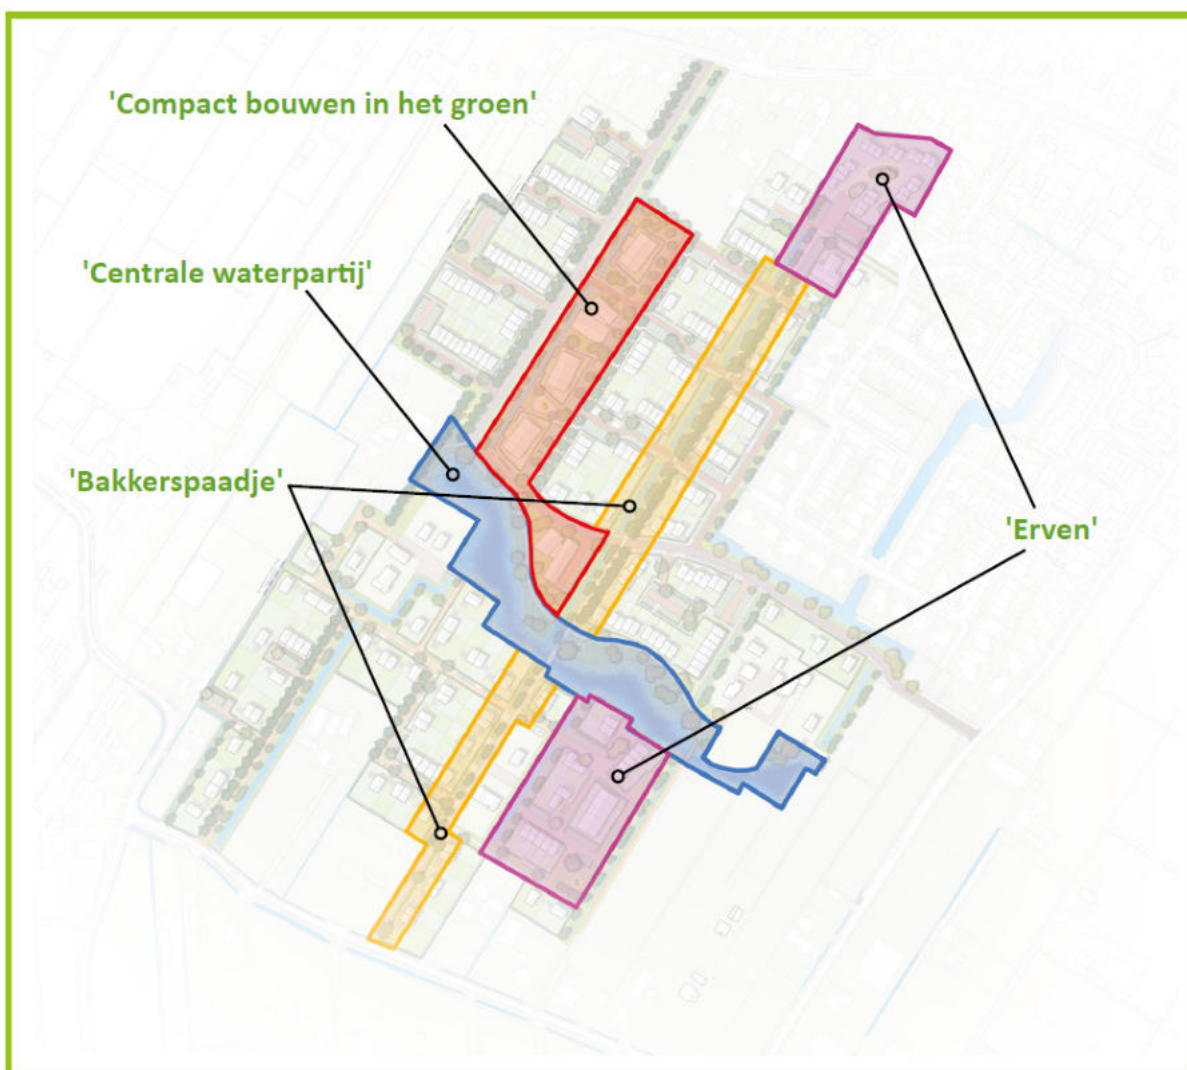 'Compact bouwen in het groen'
'Centrale waterpartij'
'Bakkerspaadje'
'Erven'